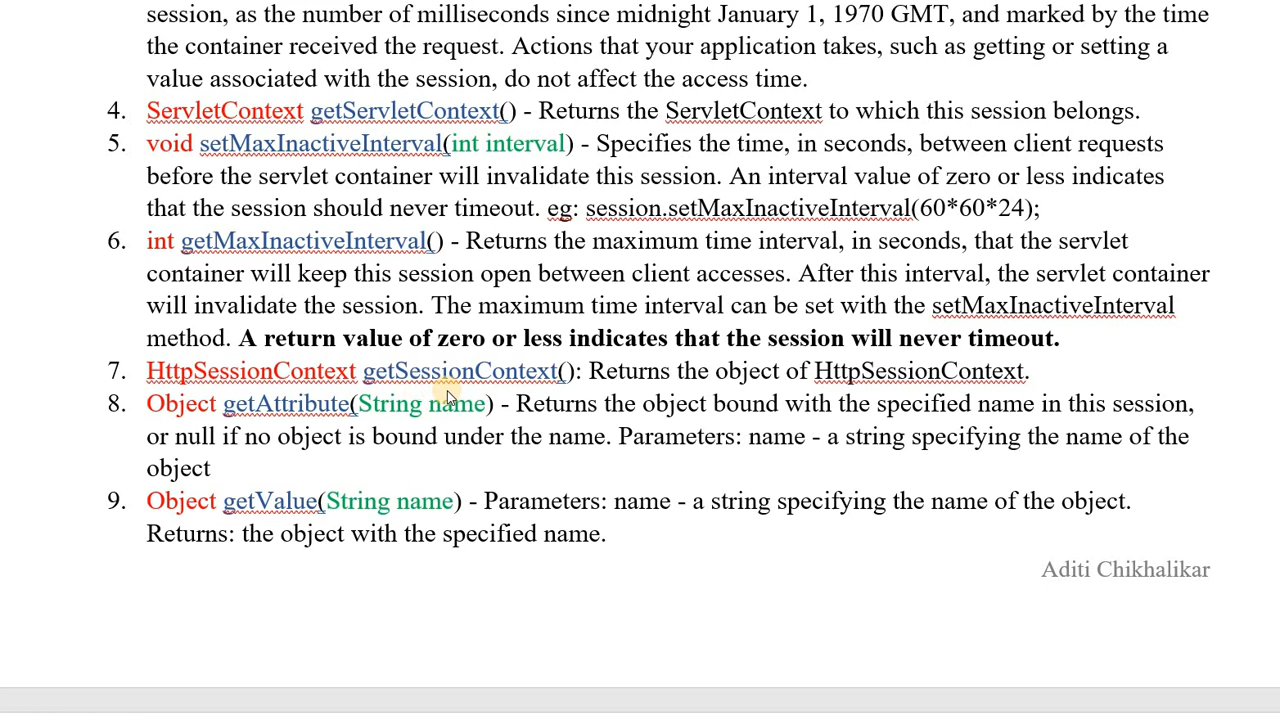 session, as the number of milliseconds since midnight January 1, 1970 GMT, and marked by the time
the container received the request. Actions that your application takes, such as getting or setting a
value associated with the session, do not affect the access time.
4. ServletContext getServletContext() - Returns the ServletContext to which this session belongs.
5. void setMaxInactiveInterval(int interval) - Specifies the time, in seconds, between client requests
before the servlet container will invalidate this session. An interval value of zero or less indicates
that the session should never timeout. eg: session.setMaxInactiveInterval(60*60*24);
6. int getMaxInactiveInterval() - Returns the maximum time interval, in seconds, that the servlet
container will keep this session open between client accesses. After this interval, the servlet container
will invalidate the session. The maximum time interval can be set with the setMaxInactiveInterval
method. A return value of zero or less indicates that the session will never timeout.
7. HttpSessionContext getSessionContext(): Returns the object of HttpSessionContext.
8. Object getAttribute(String name) - Returns the object bound with the specified name in this session,
or null if no object is bound under the name. Parameters: name - a string specifying the name of the
object
9. Object getValue(String name) - Parameters: name - a string specifying the name of the object.
Returns: the object with the specified name.
Aditi Chikhalikar